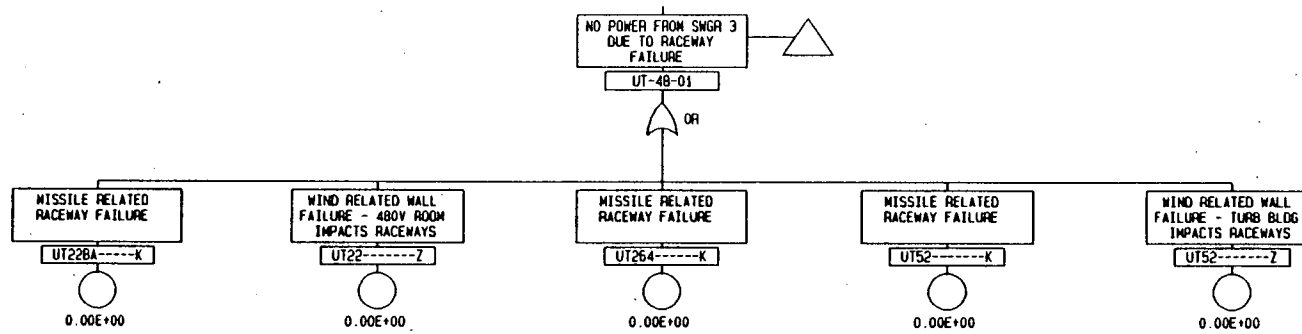 NO POWER FROM SWGR 3
DUE TO RACEWAY
FAILURE
UT-48-01
OR
MISSILE RELATED
RACEWAY FAILURE
UT22BA-----K
0.00E+00
WIND RELATED WALL
FAILURE - 480V ROOM
IMPACTS RACEWAYS
UT22-------Z
0.00E+00
MISSILE RELATED
RACEWAY FAILURE
UT264------K
0.00E+00
MISSILE RELATED
RACEWAY FAILURE
UT52-------K
0.00E+00
WIND RELATED WALL
FAILURE - TURB BLDG
IMPACTS RACEWAYS
UT52-------Z
0.00E+00